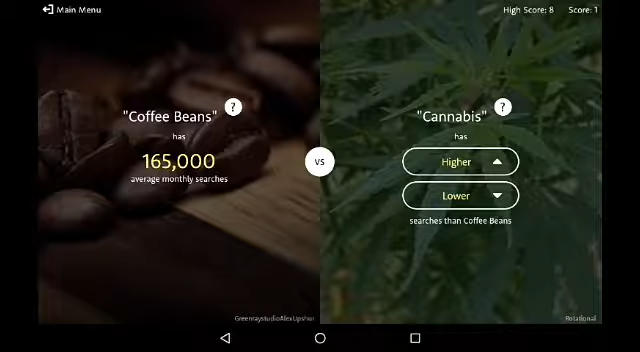 Main Menu
High Score: 8 Score: 1
"Coffee Beans" ?
has
165,000
average monthly searches
vs
"Cannabis" ?
has
Higher
Lower
searches than Coffee Beans
GreenraystudioAlexUpshur
Rotational